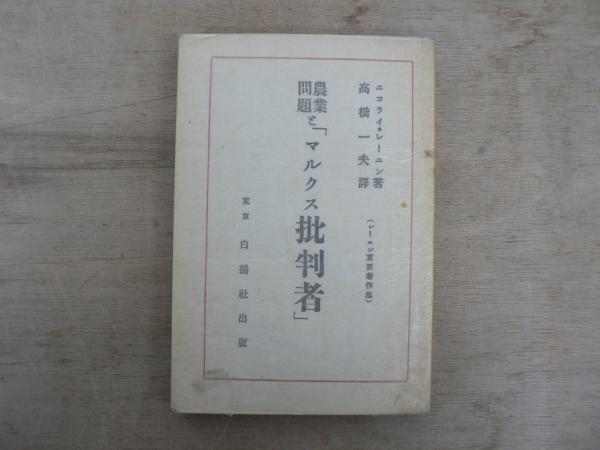 ニコライ・レーニン著
高橋一夫譯
（レーニン重要著作集）
農業問題と「マルクス批判者」
東京 白揚社出版